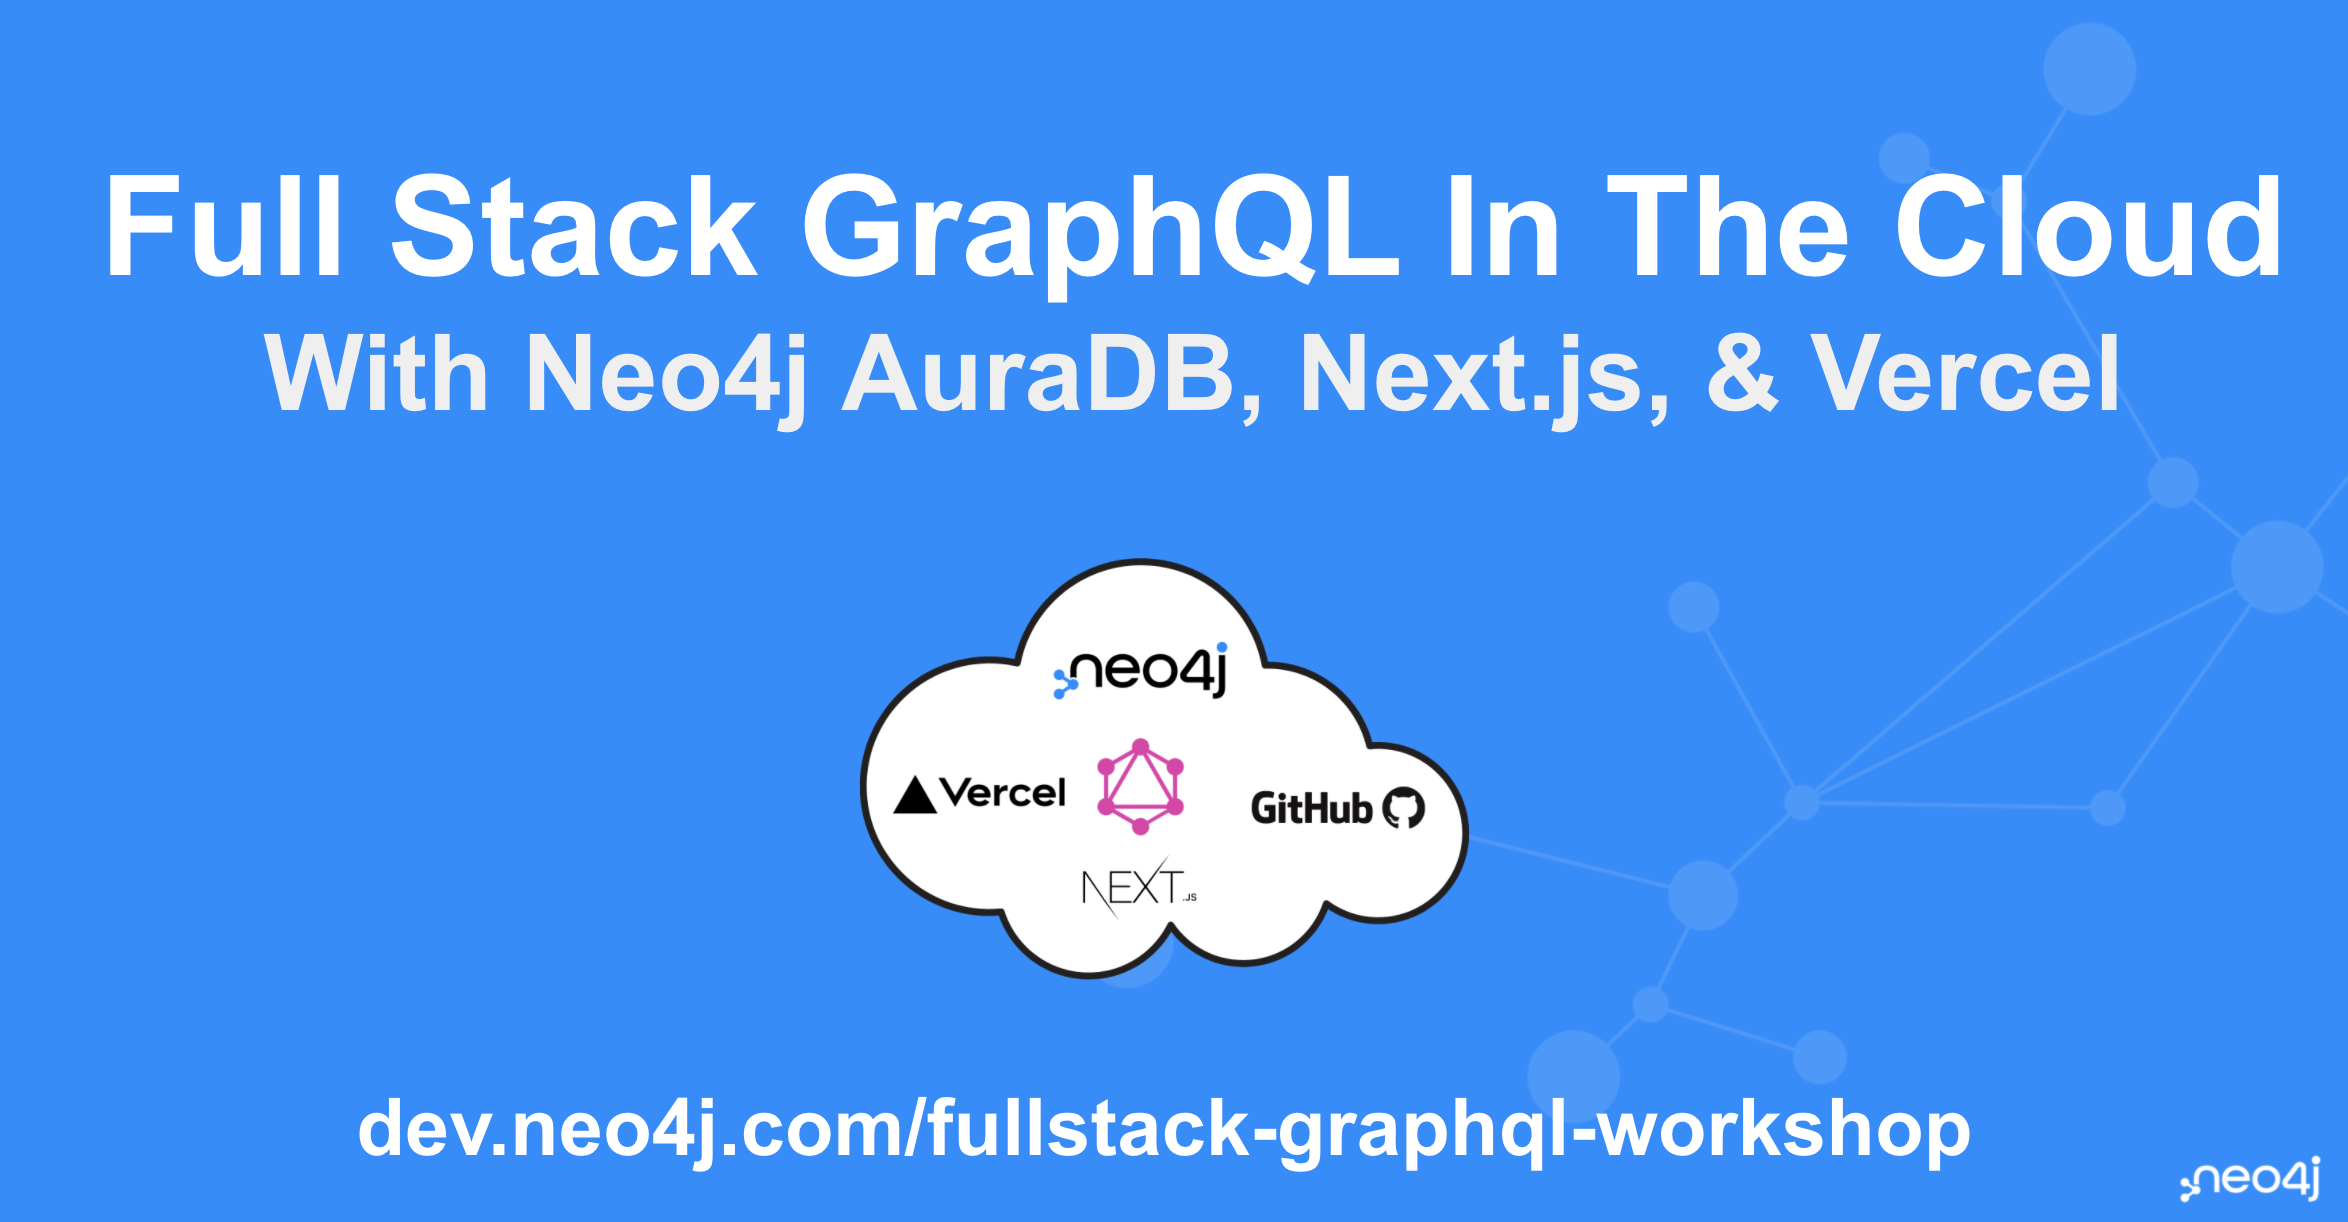 Full Stack GraphQL In The Cloud
With Neo4j AuraDB, Next.js, & Vercel
neo4j
Vercel
GitHub
NEXT.JS
dev.neo4j.com/fullstack-graphql-workshop
neo4j